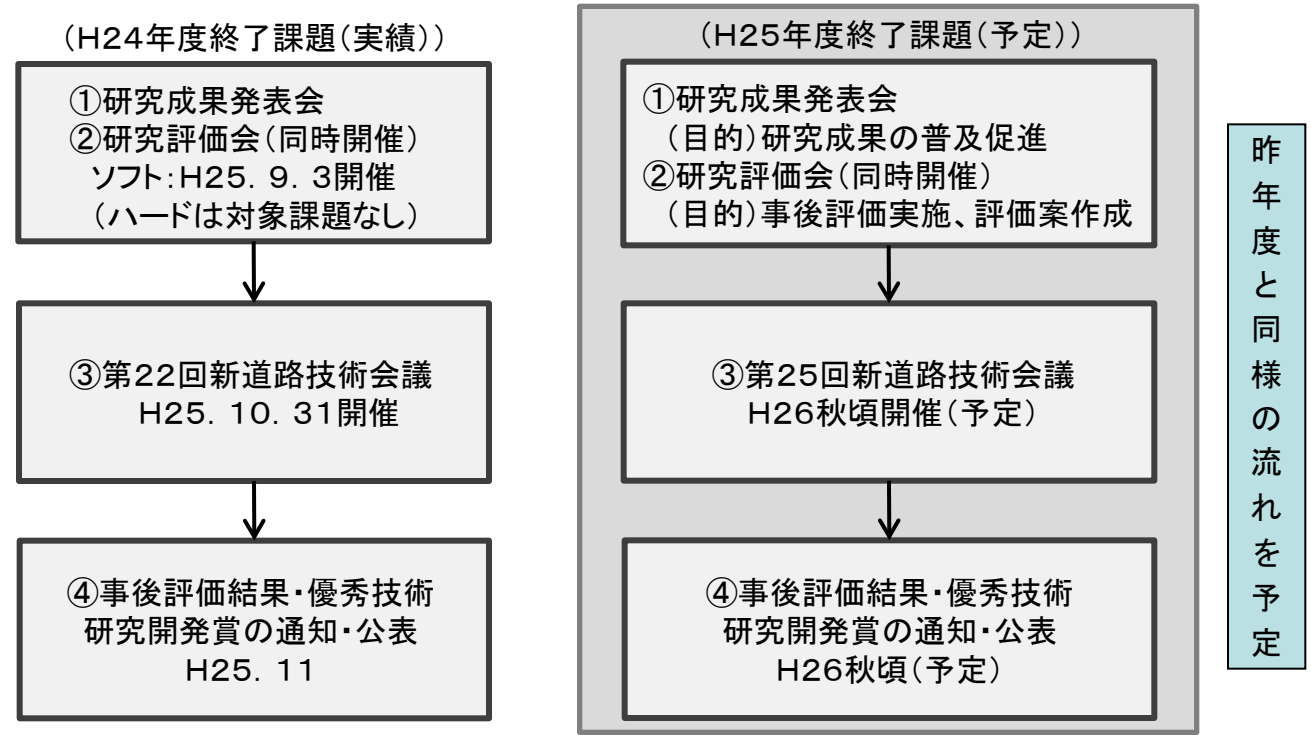 (H24年度終了課題(実績))
①研究成果発表会
②研究評価会(同時開催)
ソフト:H25.9.3開催
(ハードは対象課題なし)
③第22回新道路技術会議
H25.10.31開催
④事後評価結果・優秀技術
研究開発賞の通知・公表
H25.11
(H25年度終了課題(予定))
①研究成果発表会
(目的)研究成果の普及促進
②研究評価会(同時開催)
(目的)事後評価実施、評価案作成
③第25回新道路技術会議
H26秋頃開催(予定)
④事後評価結果・優秀技術
研究開発賞の通知・公表
H26秋頃(予定)
昨年度と同様の流れを予定